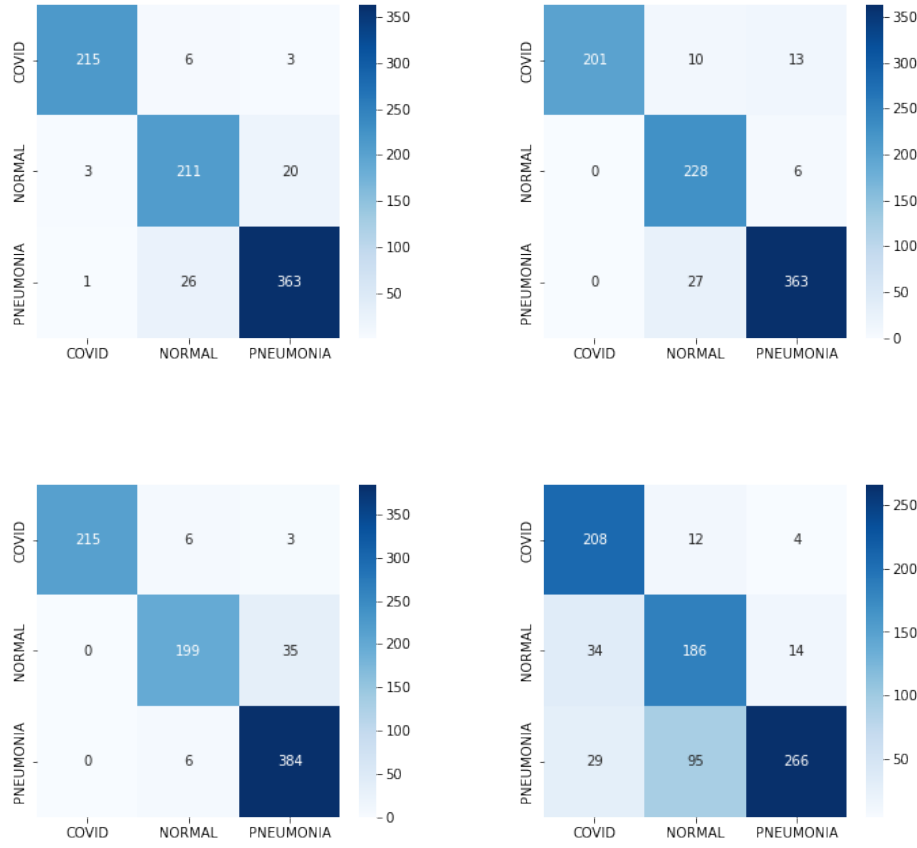 COVID 215 6 3
NORMAL 3 211 20
PNEUMONIA 1 26 363
COVID NORMAL PNEUMONIA
350
300
250
200
150
100
50
COVID 201 10 13
NORMAL 0 228 6
PNEUMONIA 0 27 363
COVID NORMAL PNEUMONIA
350
300
250
200
150
100
50
0
COVID 215 6 3
NORMAL 0 199 35
PNEUMONIA 0 6 384
COVID NORMAL PNEUMONIA
350
300
250
200
150
100
50
0
COVID 208 12 4
NORMAL 34 186 14
PNEUMONIA 29 95 266
COVID NORMAL PNEUMONIA
250
200
150
100
50